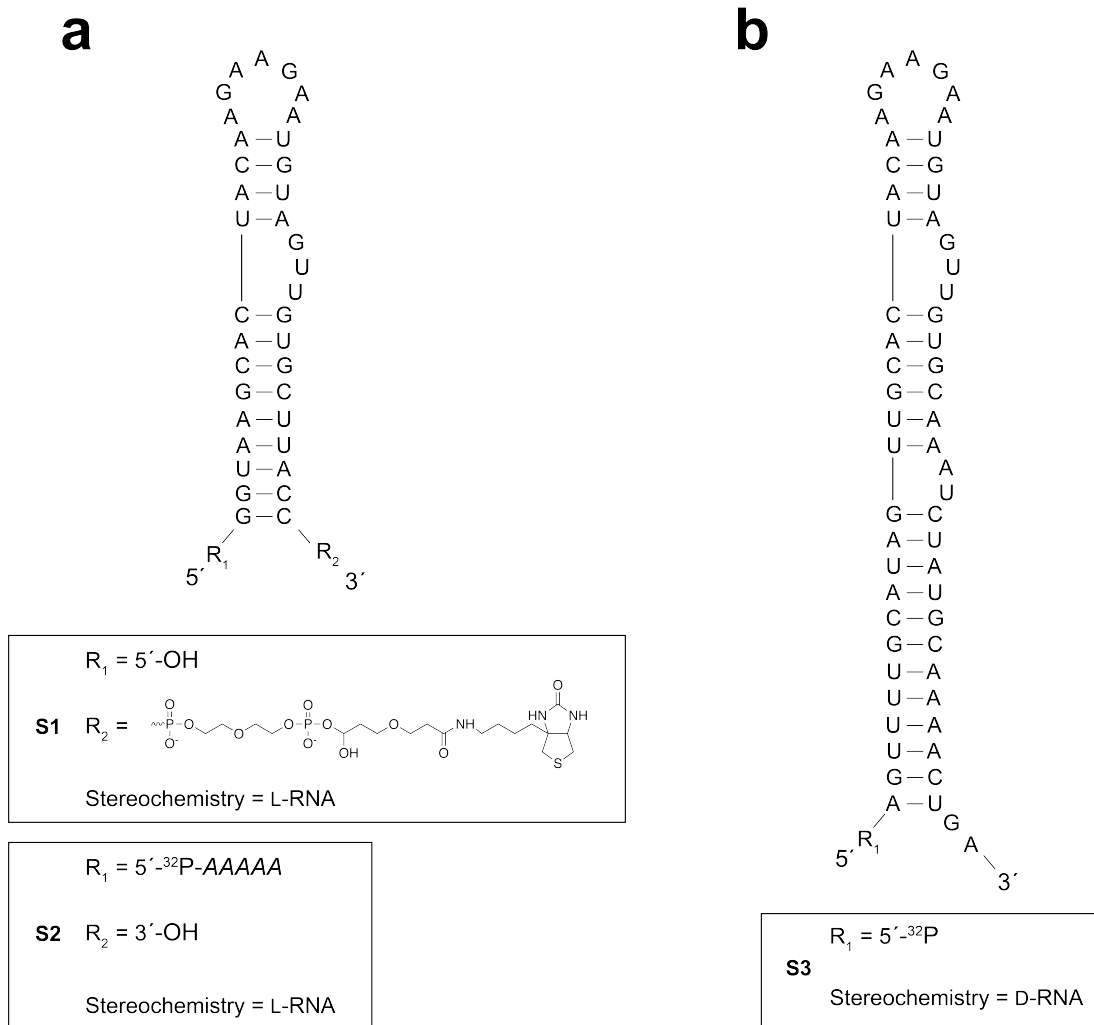 a
A
A G
G A
A A
A – U
C – G
A – U
U – A
G
U
U
C – G
A – U
C – G
G – C
A – U
A – U
U – A
G – C
G – C
R1 R2
5´ 3´
R1 = 5´-OH
S1 R2 =
O O O
P O O O P O O NH HN NH
O- O- OH O S
Stereochemistry = L-RNA
R1 = 5´-32P-AAAAA
S2 R2 = 3´-OH
Stereochemistry = L-RNA
b
A
A G
G A
A A
A – U
C – G
A – U
U – A
G
U
U
C – G
A – U
C – G
G – C
U – A
U – A
A
U
G – C
A – U
U – A
A – U
C – G
G – C
U – A
U – A
U – A
U – A
G – C
A – U
G
A
R1
5´ 3´
R1 = 5´-32P
S3
Stereochemistry = D-RNA